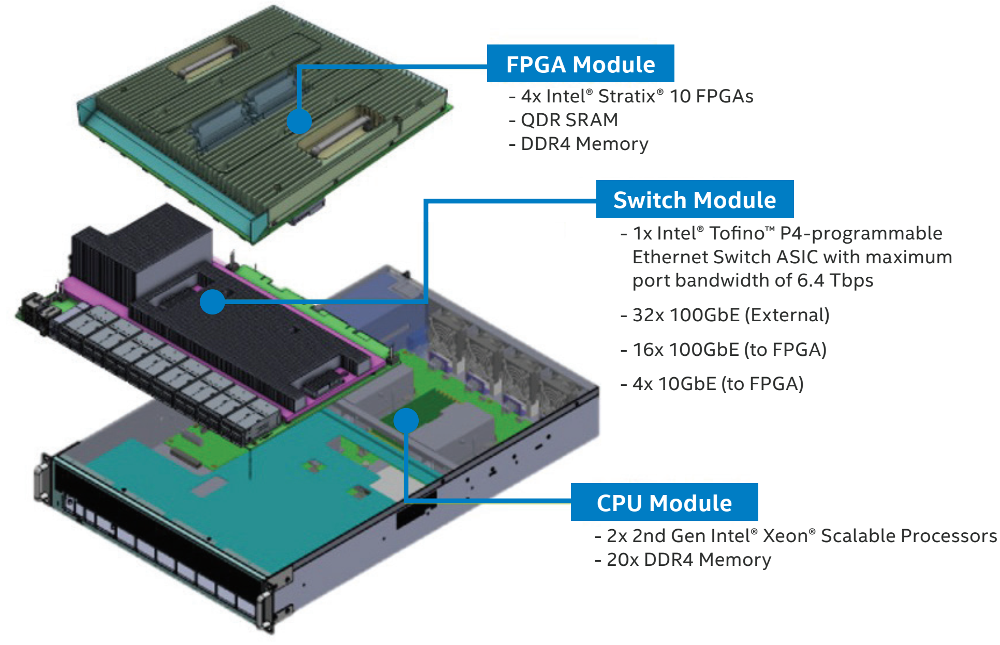 FPGA Module
- 4x Intel® Stratix® 10 FPGAs
- QDR SRAM
- DDR4 Memory
Switch Module
- 1x Intel® Tofino™ P4-programmable
Ethernet Switch ASIC with maximum
port bandwidth of 6.4 Tbps
- 32x 100GbE (External)
- 16x 100GbE (to FPGA)
- 4x 10GbE (to FPGA)
CPU Module
- 2x 2nd Gen Intel® Xeon® Scalable Processors
- 20x DDR4 Memory